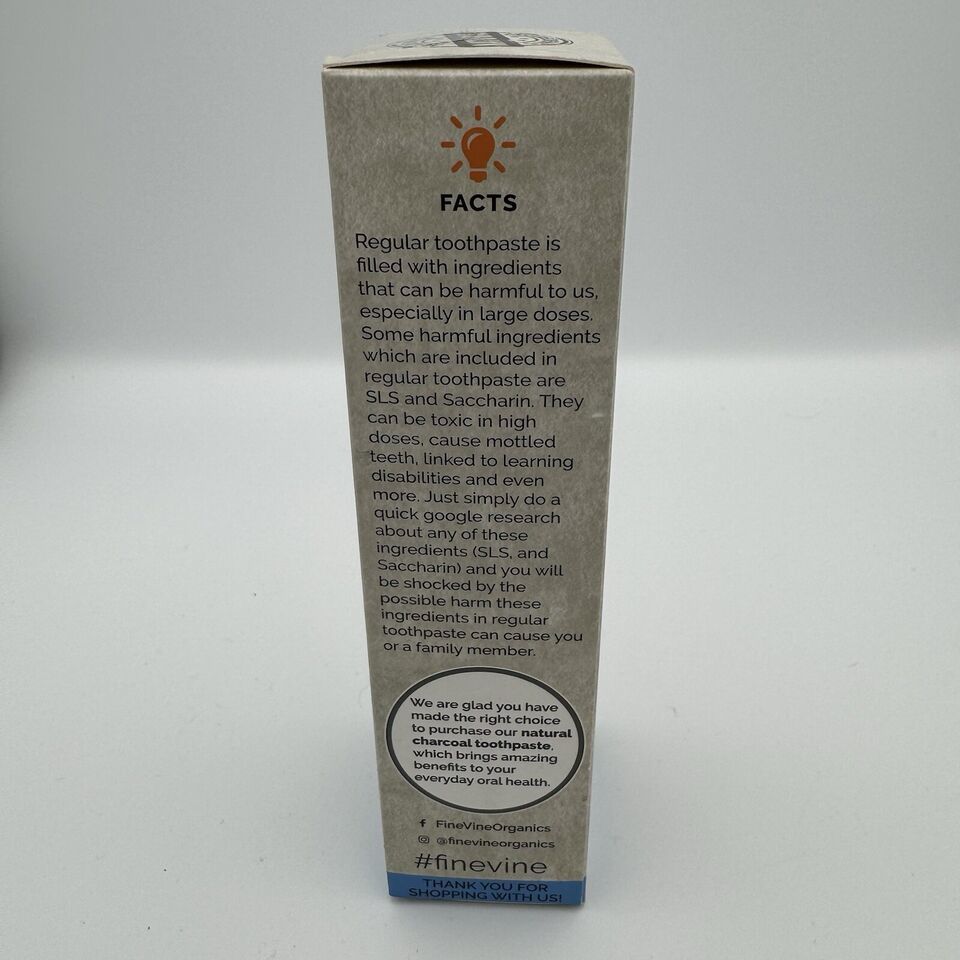 FACTS
Regular toothpaste is
filled with ingredients
that can be harmful to us,
especially in large doses.
Some harmful ingredients
which are included in
regular toothpaste are
SLS and Saccharin. They
can be toxic in high
doses, cause mottled
teeth, linked to learning
disabilities and even
more. Just simply do a
quick google research
about any of these
ingredients (SLS, and
Saccharin) and you will
be shocked by the
possible harm these
ingredients in regular
toothpaste can cause you
or a family member.
We are glad you have
made the right choice
to purchase our natural
charcoal toothpaste,
which brings amazing
benefits to your
everyday oral health.
FineVineOrganics
@finevineorganics
#finevine
THANK YOU FOR
SHOPPING WITH US!